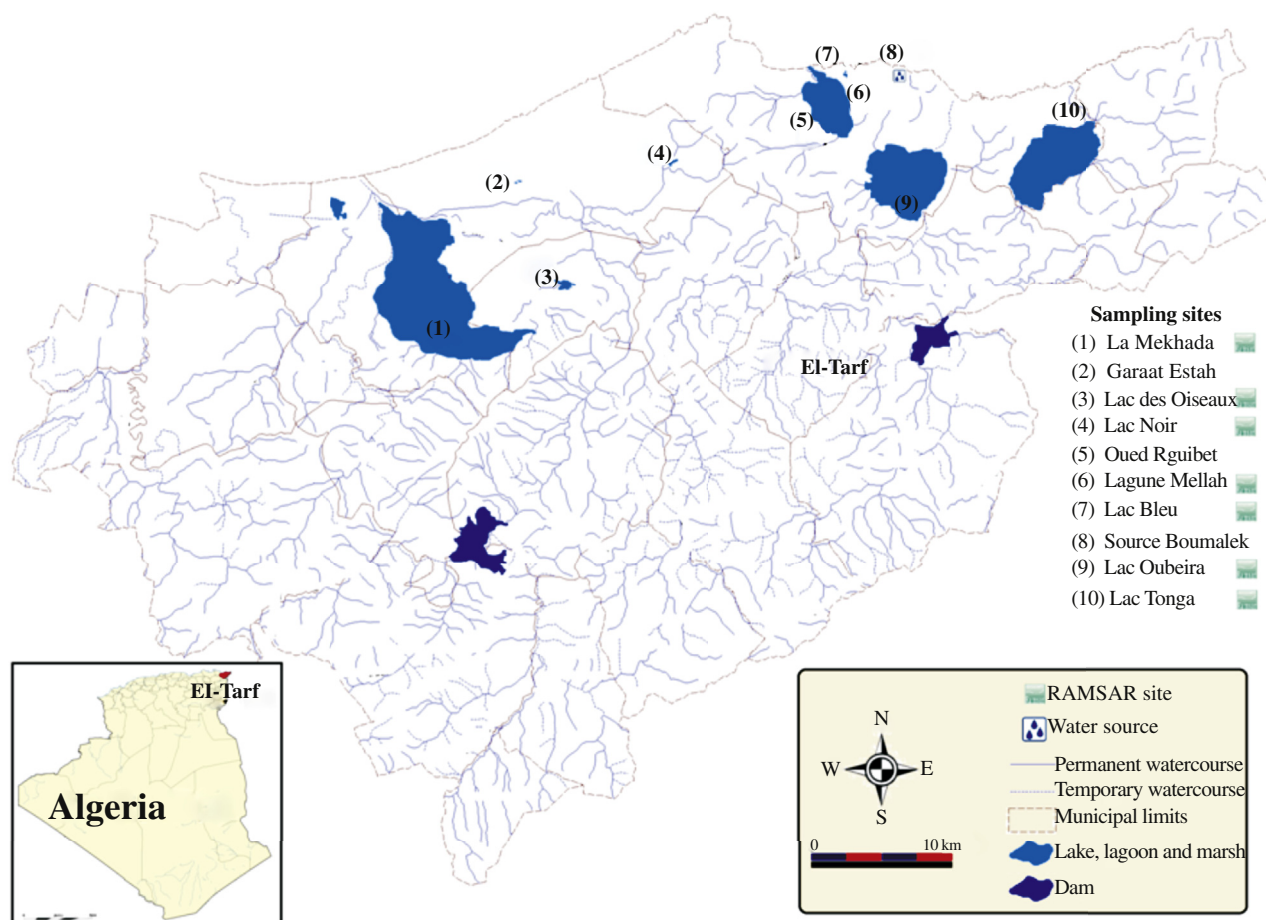 (7)
(8)
(6)
(10)
(5)
(4)
(2)
(9)
(3)
(1)
El-Tarf
Sampling sites
(1) La Mekhada
(2) Garaat Estah
(3) Lac des Oiseaux
(4) Lac Noir
(5) Oued Rguibet
(6) Lagune Mellah
(7) Lac Bleu
(8) Source Boumalek
(9) Lac Oubeira
(10) Lac Tonga
El-Tarf
Algeria
N
W E
S
0 10 km
RAMSAR site
Water source
Permanent watercourse
Temporary watercourse
Municipal limits
Lake, lagoon and marsh
Dam